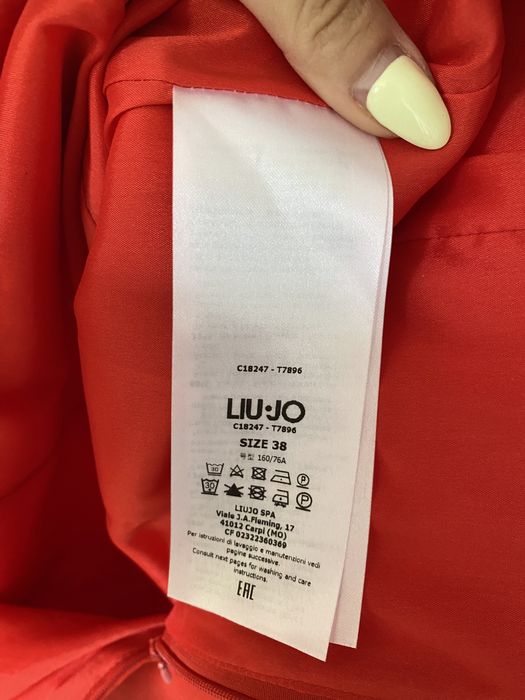 C18247 - T7896
LIU·JO
C18247 - T7896
SIZE 38
号型 160/76A
30
30
LIUJO SPA
Viale J.A.Fleming, 17
41012 Carpi (MO)
CF 02322360369
Per istruzioni di lavaggio e manutenzioni vedi
pagine successive.
Consult next pages for washing and care
instructions.
EAC